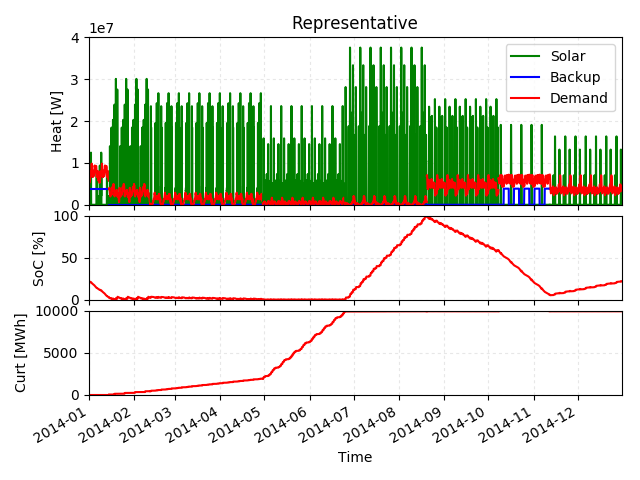 Representative
1e7
4
3
2
1
0
Heat [W]
Solar
Backup
Demand
100
50
0
SoC [%]
10000
5000
0
Curt [MWh]
2014-01
2014-02
2014-03
2014-04
2014-05
2014-06
2014-07
2014-08
2014-09
2014-10
2014-11
2014-12
Time